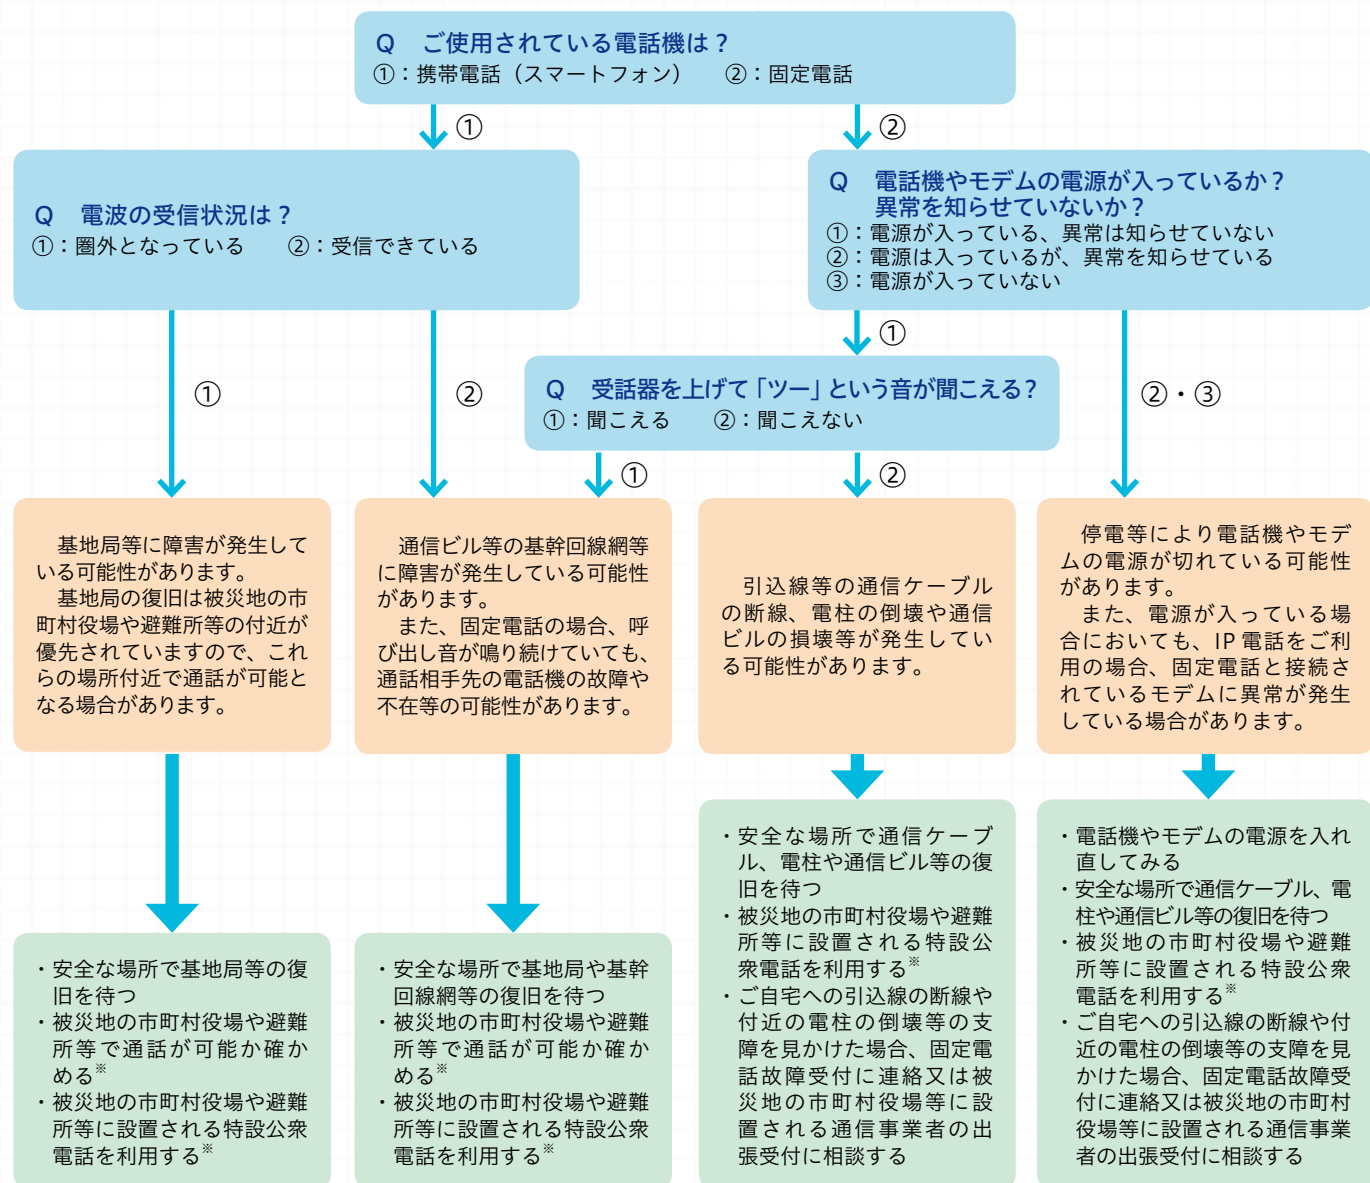 Q ご使用されている電話機は？
①：携帯電話（スマートフォン） ②：固定電話
①
②
Q 電波の受信状況は？
①：圏外となっている ②：受信できている
Q 電話機やモデムの電源が入っているか？
異常を知らせていないか？
①：電源が入っている、異常は知らせていない
②：電源は入っているが、異常を知らせている
③：電源が入っていない
①
②
①
②・③
Q 受話器を上げて「ツー」という音が聞こえる？
①：聞こえる ②：聞こえない
①
②
基地局等に障害が発生して
いる可能性があります。
基地局の復旧は被災地の市
町村役場や避難所等の付近が
優先されていますので、これ
らの場所付近で通話が可能と
なる場合があります。
通信ビル等の基幹回線網等
に障害が発生している可能性
があります。
また、固定電話の場合、呼
び出し音が鳴り続けていても、
通話相手先の電話機の故障や
不在等の可能性があります。
引込線等の通信ケーブル
の断線、電柱の倒壊や通信
ビルの損壊等が発生してい
る可能性があります。
停電等により電話機やモデ
ムの電源が切れている可能性
があります。
また、電源が入っている場
合においても、IP 電話をご利
用の場合、固定電話と接続さ
れているモデムに異常が発生
している場合があります。
・安全な場所で基地局等の復
旧を待つ
・被災地の市町村役場や避難
所等で通話が可能か確か
める※
・被災地の市町村役場や避難
所等に設置される特設公衆
電話を利用する※
・安全な場所で基地局や基幹
回線網等の復旧を待つ
・被災地の市町村役場や避難
所等で通話が可能か確か
める※
・被災地の市町村役場や避難
所等に設置される特設公衆
電話を利用する※
・安全な場所で通信ケーブ
ル、電柱や通信ビル等の復
旧を待つ
・被災地の市町村役場や避難
所等に設置される特設公
衆電話を利用する※
・ご自宅への引込線の断線や
付近の電柱の倒壊等の支
障を見かけた場合、固定電
話故障受付に連絡又は被
災地の市町村役場等に設
置される通信事業者の出
張受付に相談する
・電話機やモデムの電源を入れ
直してみる
・安全な場所で通信ケーブル、電
柱や通信ビル等の復旧を待つ
・被災地の市町村役場や避難
所等に設置される特設公衆
電話を利用する※
・ご自宅への引込線の断線や付
近の電柱の倒壊等の支障を見
かけた場合、固定電話故障受
付に連絡又は被災地の市町村
役場等に設置される通信事業
者の出張受付に相談する